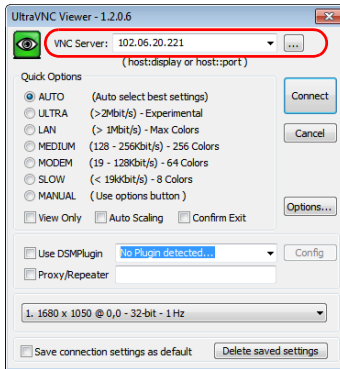 UltraVNC Viewer - 1.2.0.6
VNC Server: 102.06.20.221 ...
( host:display or host::port )
Quick Options
AUTO (Auto select best settings)
ULTRA (>2Mbit/s) - Experimental
LAN (> 1Mbit/s) - Max Colors
MEDIUM (128 - 256Kbit/s) - 256 Colors
MODEM (19 - 128Kbit/s) - 64 Colors
SLOW (< 19kKbit/s) - 8 Colors
MANUAL ( Use options button )
Connect
Cancel
Options...
View Only Auto Scaling Confirm Exit
Use DSMPlugin No Plugin detected... Config
Proxy/Repeater
1. 1680 x 1050 @ 0,0 - 32-bit - 1 Hz
Save connection settings as default Delete saved settings